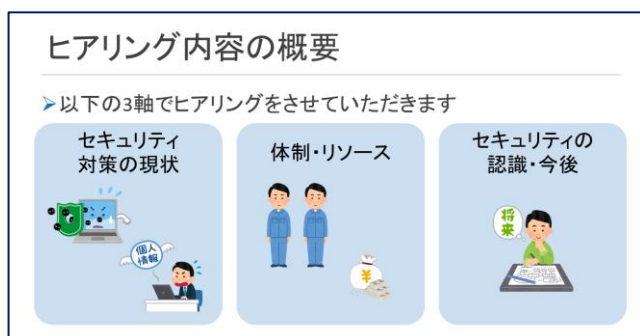 ヒアリング内容の概要
➢以下の3軸でヒアリングをさせていただきます
セキュリティ
対策の現状
個人
情報
体制・リソース
¥
セキュリティの
認識・今後
将
来